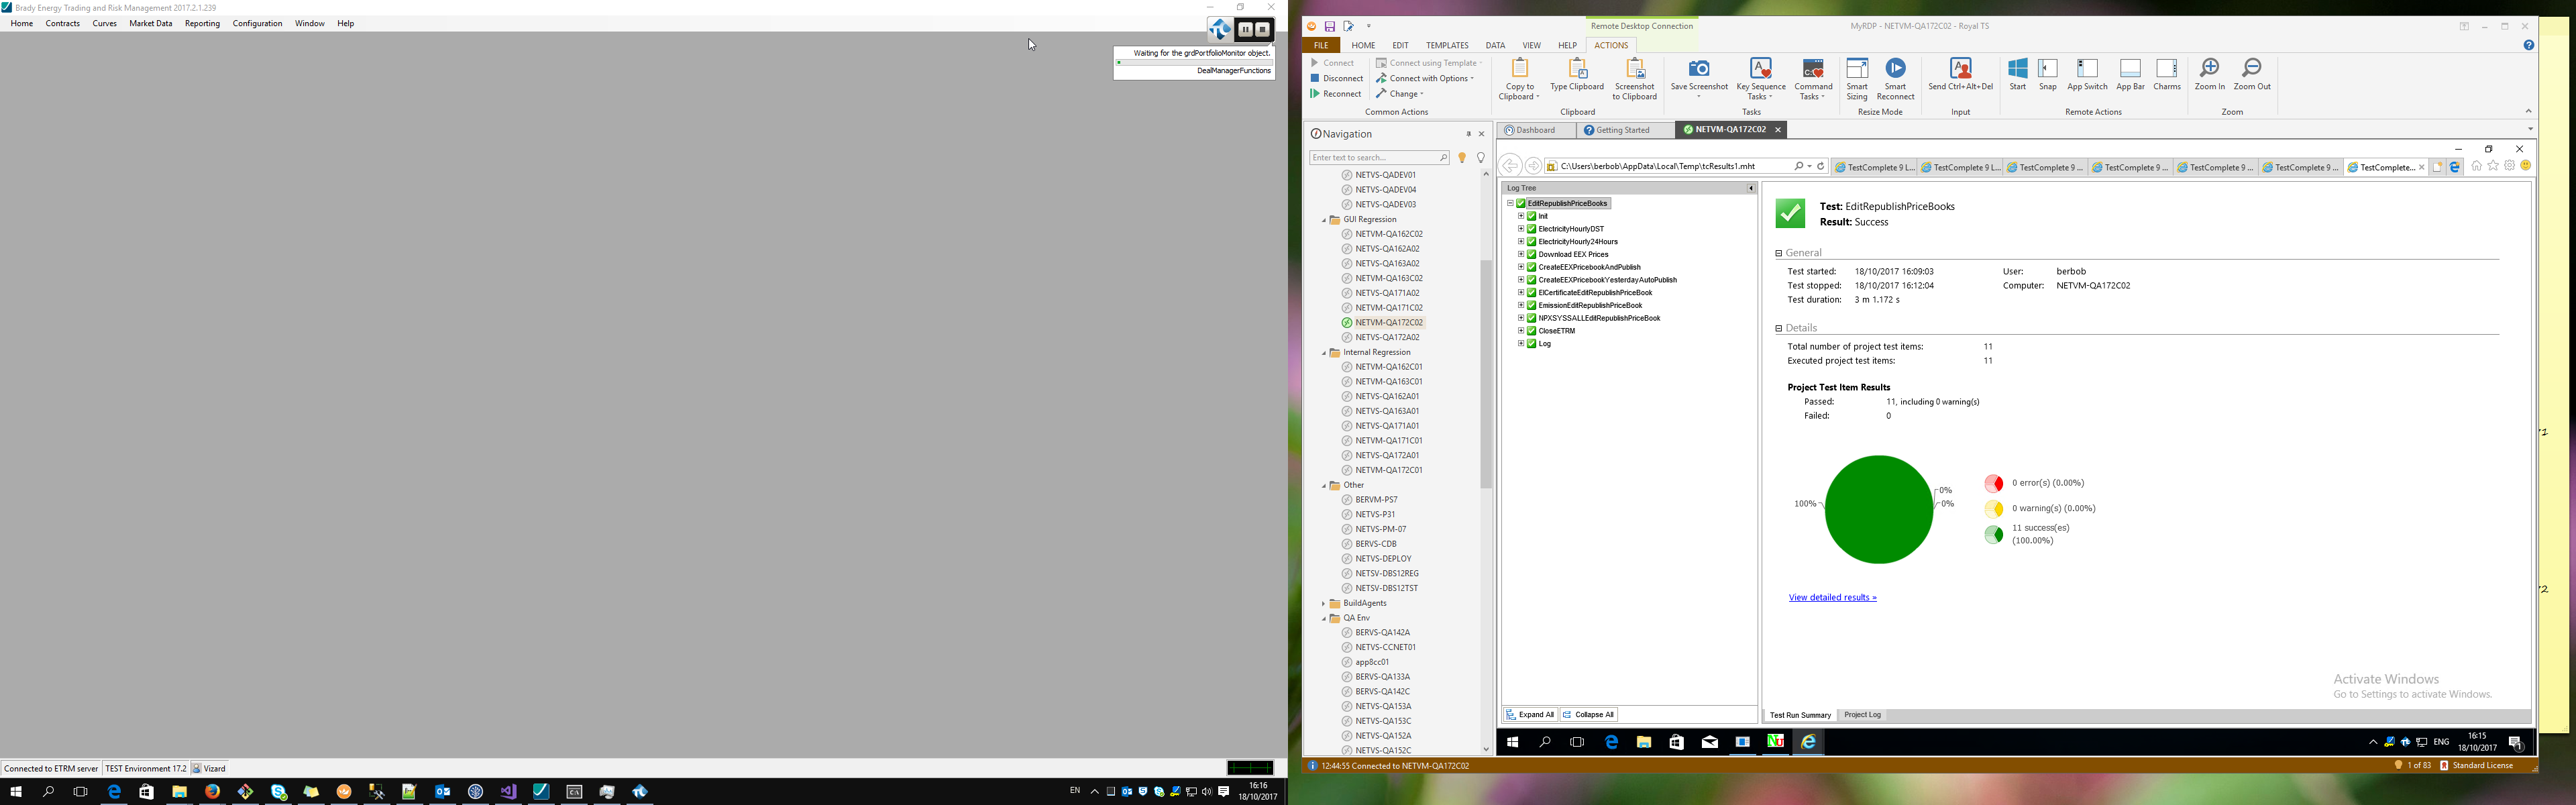 Brady Energy Trading and Risk Management 2017.2.1.239
Home Contracts Curves Market Data Reporting Configuration Window Help
Waiting for the grdPortfolioMonitor object.
DealManagerFunctions
Connected to ETRM server TEST Environment 17.2 Vizard
EN 16:16
18/10/2017
Remote Desktop Connection MyRDP - NETVM-QA172C02 - Royal TS
FILE HOME EDIT TEMPLATES DATA VIEW HELP ACTIONS
Connect Connect using Template
Disconnect Connect with Options
Reconnect Change
Common Actions
Copy to Clipboard Type Clipboard Screenshot to Clipboard
Clipboard
Save Screenshot Key Sequence Tasks Command Tasks
Tasks
Smart Sizing Smart Reconnect
Resize Mode
Send Ctrl+Alt+Del
Input
Start Snap App Switch App Bar Charms
Remote Actions
Zoom In Zoom Out
Zoom
Navigation
Enter text to search...
NETVS-QADEV01
NETVS-QADEV04
NETVS-QADEV03
GUI Regression
NETVM-QA162C02
NETVS-QA162A02
NETVS-QA163A02
NETVM-QA163C02
NETVS-QA171A02
NETVM-QA171C02
NETVM-QA172C02
NETVS-QA172A02
Internal Regression
NETVM-QA162C01
NETVM-QA163C01
NETVS-QA162A01
NETVS-QA163A01
NETVS-QA171A01
NETVM-QA171C01
NETVS-QA172A01
NETVM-QA172C01
Other
BERVM-PS7
NETVS-P31
NETVS-PM-07
BERVS-CDB
NETVS-DEPLOY
NETSV-DBS12REG
NETSV-DBS12TST
BuildAgents
QA Env
BERVS-QA142A
NETVS-CCNET01
app8cc01
BERVS-QA133A
BERVS-QA142C
NETVS-QA153A
NETVS-QA153C
NETVS-QA152A
NETVS-QA152C
Dashboard Getting Started NETVM-QA172C02
C:\Users\berbob\AppData\Local\Temp\tcResults1.mht
TestComplete 9 L... TestComplete 9 L... TestComplete 9 ... TestComplete 9 ... TestComplete 9 ... TestComplete 9 ... TestComplete...
Log Tree
EditRepublishPriceBooks
Init
ElectricityHourlyDST
ElectricityHourly24Hours
Download EEX Prices
CreateEEXPricebookAndPublish
CreateEEXPricebookYesterdayAutoPublish
ElCertificateEditRepublishPriceBook
EmissionEditRepublishPriceBook
NPXSYSSALLEditRepublishPriceBook
CloseETRM
Log
Expand All Collapse All
Test: EditRepublishPriceBooks
Result: Success
General
Test started: 18/10/2017 16:09:03 User: berbob
Test stopped: 18/10/2017 16:12:04 Computer: NETVM-QA172C02
Test duration: 3 m 1.172 s
Details
Total number of project test items: 11
Executed project test items: 11
Project Test Item Results
Passed: 11, including 0 warning(s)
Failed: 0
100%
0%
0%
0 error(s) (0.00%)
0 warning(s) (0.00%)
11 success(es)
(100.00%)
View detailed results »
Activate Windows
Go to Settings to activate Windows.
Test Run Summary Project Log
ENG 16:15
18/10/2017
12:44:55 Connected to NETVM-QA172C02
1 of 83 Standard License